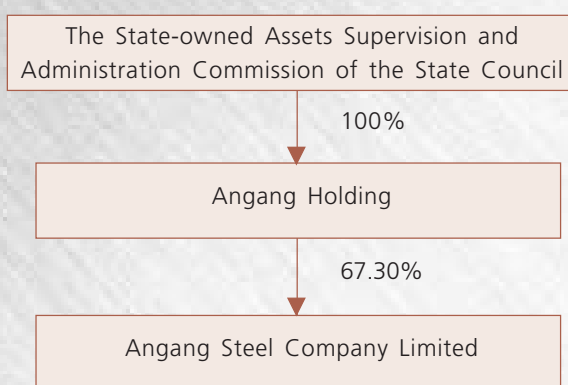 The State-owned Assets Supervision and
Administration Commission of the State Council
100%
Angang Holding
67.30%
Angang Steel Company Limited